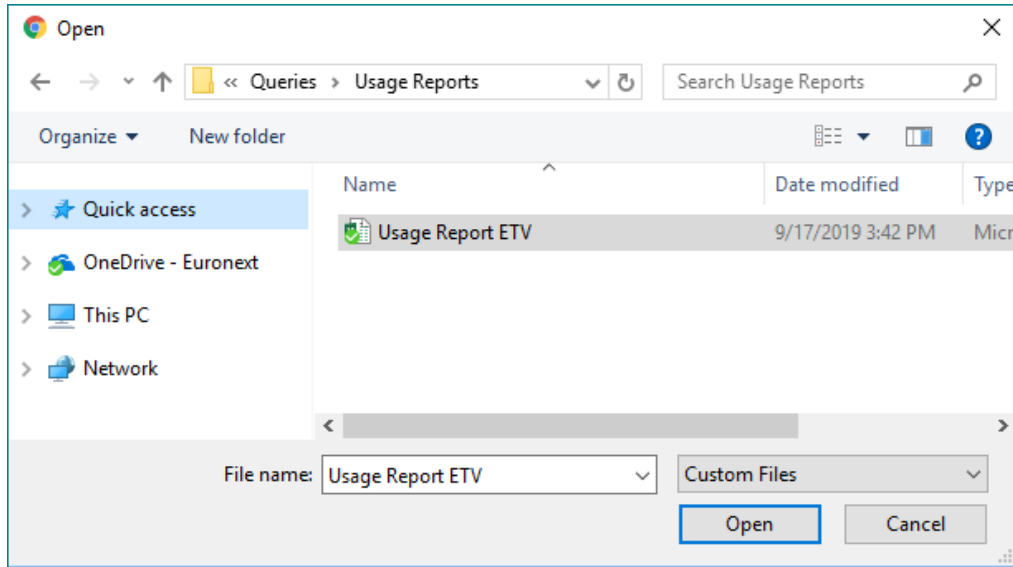 Open
« Queries > Usage Reports
Search Usage Reports
Organize
New folder
Name
Date modified
Type
Quick access
Usage Report ETV
9/17/2019 3:42 PM
Micr
OneDrive - Euronext
This PC
Network
File name:
Usage Report ETV
Custom Files
Open
Cancel